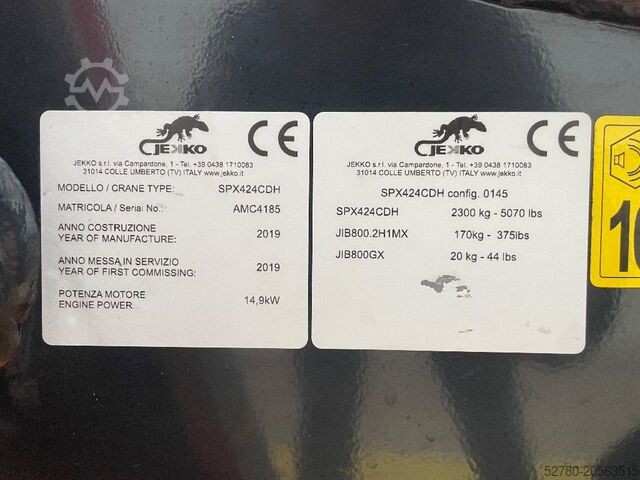 JEKKO CE
JEKKO s.r.l. via Campardone, 1 - Tel. +39 0438 1710083
31014 COLLE UMBERTO (TV) ITALY www.jekko.it
MODELLO / CRANE TYPE: SPX424CDH
MATRICOLA / Serial No.: AMC4185
ANNO COSTRUZIONE
YEAR OF MANUFACTURE: 2019
ANNO MESSA IN SERVIZIO
YEAR OF FIRST COMMISSING: 2019
POTENZA MOTORE
ENGINE POWER. 14,9kW
JEKKO CE
JEKKO s.r.l. via Campardone, 1 - Tel. +39 0438 1710083
31014 COLLE UMBERTO (TV) ITALY www.jekko.it
SPX424CDH config. 0145
SPX424CDH 2300 kg - 5070 lbs
JIB800.2H1MX 170kg - 375lbs
JIB800GX 20 kg - 44 lbs
52780-20563515